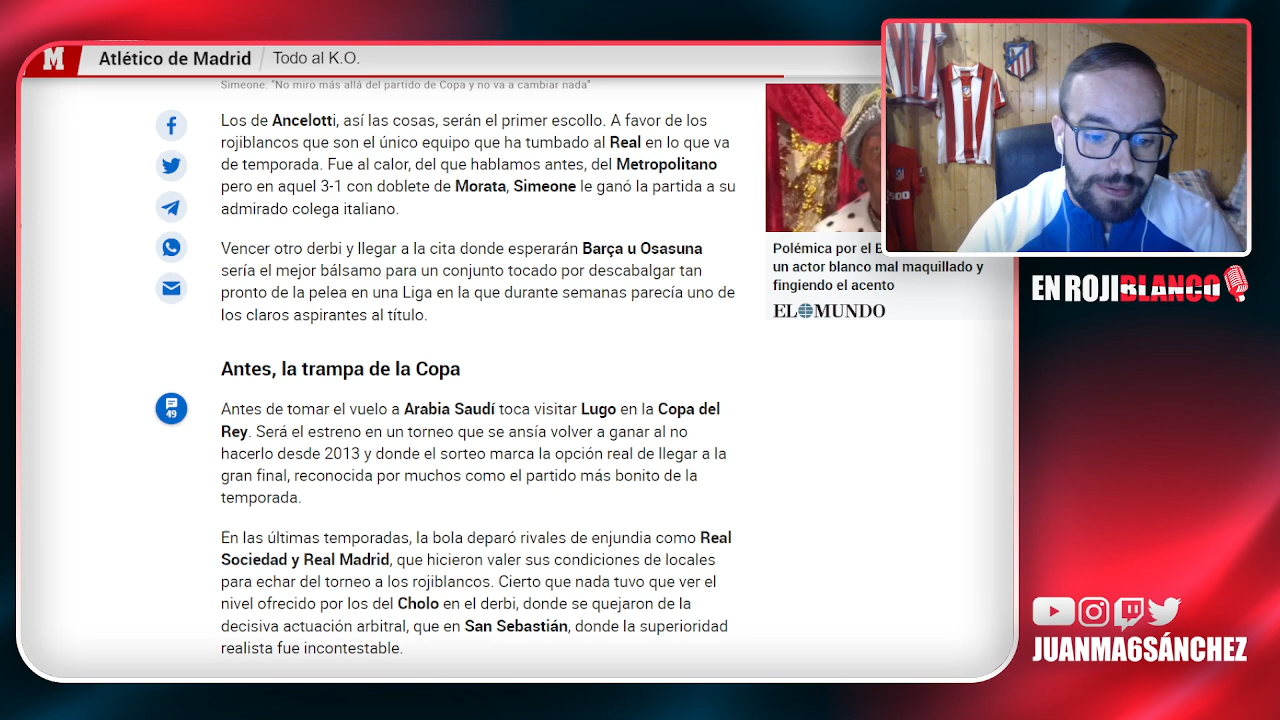 M Atlético de Madrid Todo al K.O.
Simeone: "No miro más allá del partido de Copa y no va a cambiar nada"
Los de Ancelotti, así las cosas, serán el primer escollo. A favor de los
rojiblancos que son el único equipo que ha tumbado al Real en lo que va
de temporada. Fue al calor, del que hablamos antes, del Metropolitano
pero en aquel 3-1 con doblete de Morata, Simeone le ganó la partida a su
admirado colega italiano.
Vencer otro derbi y llegar a la cita donde esperarán Barça u Osasuna
sería el mejor bálsamo para un conjunto tocado por descabalgar tan
pronto de la pelea en una Liga en la que durante semanas parecía uno de
los claros aspirantes al título.
Antes, la trampa de la Copa
49
Antes de tomar el vuelo a Arabia Saudí toca visitar Lugo en la Copa del
Rey. Será el estreno en un torneo que se ansía volver a ganar al no
hacerlo desde 2013 y donde el sorteo marca la opción real de llegar a la
gran final, reconocida por muchos como el partido más bonito de la
temporada.
En las últimas temporadas, la bola deparó rivales de enjundia como Real
Sociedad y Real Madrid, que hicieron valer sus condiciones de locales
para echar del torneo a los rojiblancos. Cierto que nada tuvo que ver el
nivel ofrecido por los del Cholo en el derbi, donde se quejaron de la
decisiva actuación arbitral, que en San Sebastián, donde la superioridad
realista fue incontestable.
Polémica por el
un actor blanco mal maquillado y
fingiendo el acento
EL MUNDO
EN ROJIBLANCO
JUANMA6SÁNCHEZ